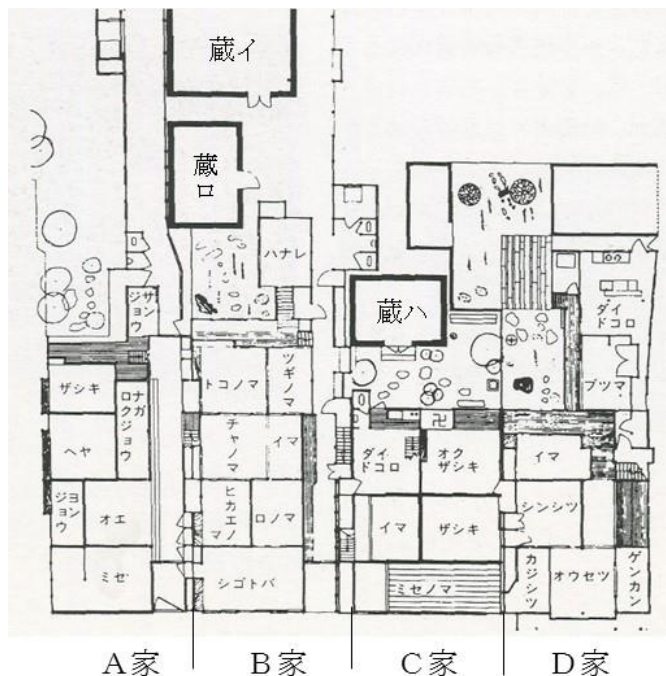 蔵イ
蔵ロ
ハナレ
蔵ハ
サン
ジョウ
ダイ
ドコロ
ブツマ
ザシキ
ナガ
ロクジョウ
トコノマ
ツギノマ
ヘヤ
チャノマ
イマ
卍
ダイ
ドコロ
オク
ザシキ
イマ
ヨン
ジョウ
オエ
ヒカエ
ノマ
ロノマ
イマ
ザシキ
シンシツ
ミセ
シゴトバ
ミセノマ
カジシツ
オウセツ
ゲンカン
A家
B家
C家
D家